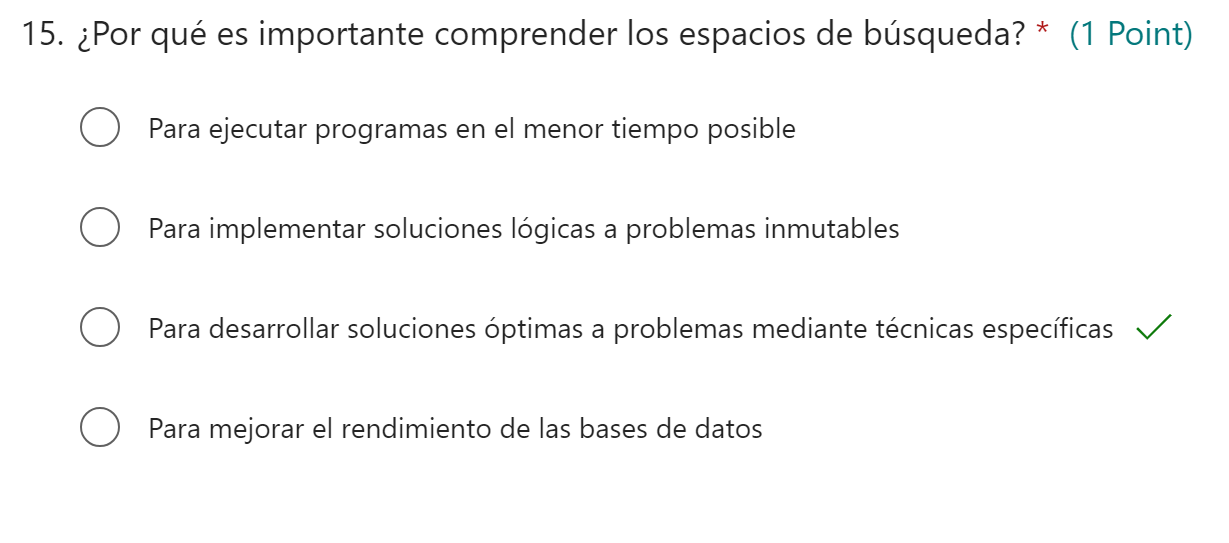 15. ¿Por qué es importante comprender los espacios de búsqueda? * (1 Point)
Para ejecutar programas en el menor tiempo posible
Para implementar soluciones lógicas a problemas inmutables
Para desarrollar soluciones óptimas a problemas mediante técnicas específicas
Para mejorar el rendimiento de las bases de datos